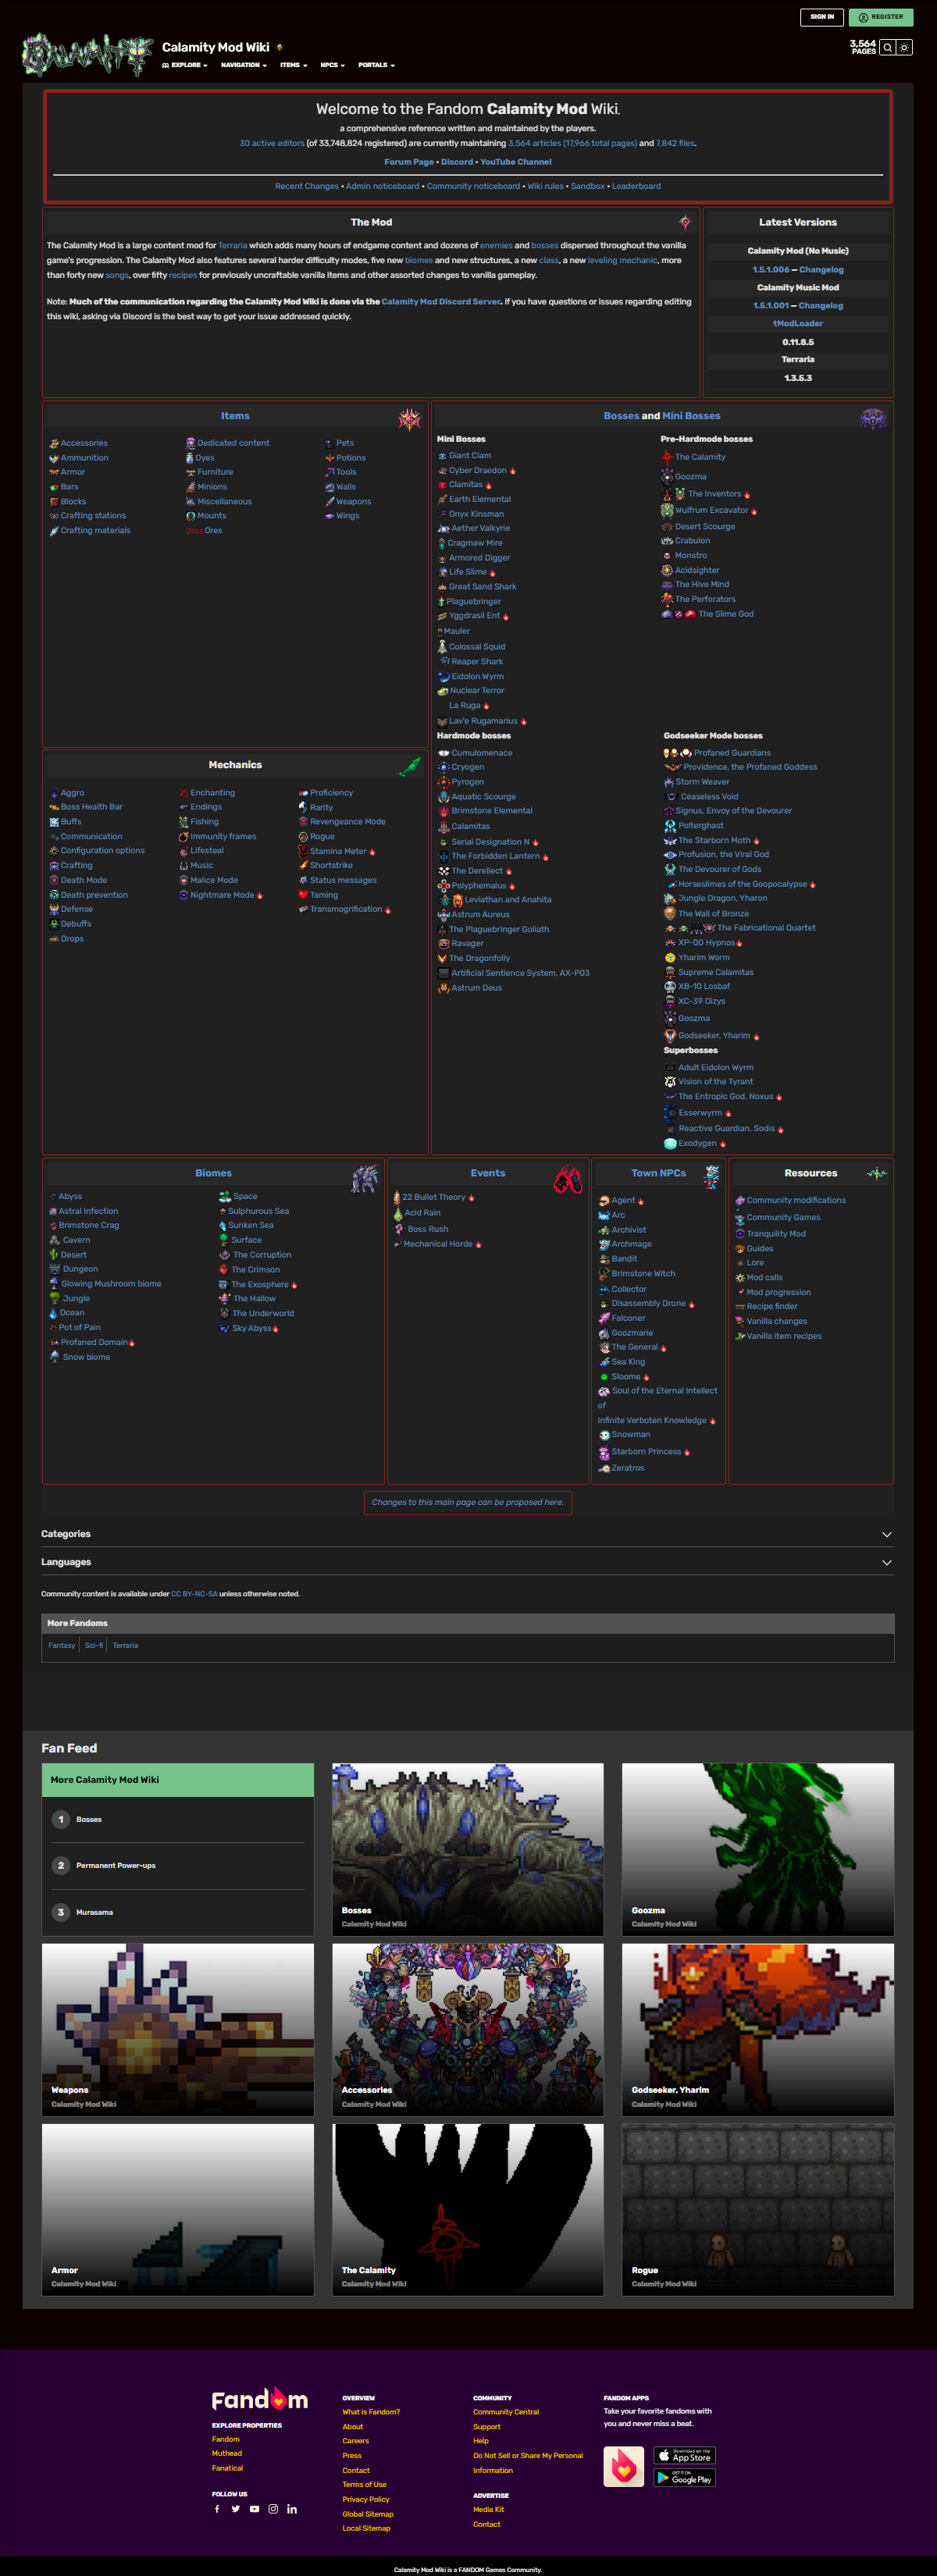 SIGN IN
REGISTER
Calamity
Calamity Mod Wiki
3,564
PAGES
EXPLORE
NAVIGATION
ITEMS
NPCS
PORTALS
Welcome to the Fandom Calamity Mod Wiki,
a comprehensive reference written and maintained by the players.
30 active editors (of 33,748,824 registered) are currently maintaining 3,564 articles (17,966 total pages) and 7,842 files.
Forum Page • Discord • YouTube Channel
Recent Changes • Admin noticeboard • Community noticeboard • Wiki rules • Sandbox • Leaderboard
The Mod
The Calamity Mod is a large content mod for Terraria which adds many hours of endgame content and dozens of enemies and bosses dispersed throughout the vanilla
game's progression. The Calamity Mod also features several harder difficulty modes, five new biomes and new structures, a new class, a new leveling mechanic, more
than forty new songs, over fifty recipes for previously uncraftable vanilla items and other assorted changes to vanilla gameplay.
Note: Much of the communication regarding the Calamity Mod Wiki is done via the Calamity Mod Discord Server. If you have questions or issues regarding editing
this wiki, asking via Discord is the best way to get your issue addressed quickly.
Latest Versions
Calamity Mod (No Music)
1.5.1.006 — Changelog
Calamity Music Mod
1.5.1.001 — Changelog
tModLoader
0.11.8.5
Terraria
1.3.5.3
Items
Accessories
Ammunition
Armor
Bars
Blocks
Crafting stations
Crafting materials
Dedicated content
Dyes
Furniture
Minions
Miscellaneous
Mounts
Ores Ores
Pets
Potions
Tools
Walls
Weapons
Wings
Bosses and Mini Bosses
Mini Bosses
Giant Clam
Cyber Draedon
Clamitas
Earth Elemental
Onyx Kinsman
Aether Valkyrie
Cragmaw Mire
Armored Digger
Life Slime
Great Sand Shark
Plaguebringer
Yggdrasil Ent
Mauler
Colossal Squid
Reaper Shark
Eidolon Wyrm
Nuclear Terror
La Ruga
Lav'e Rugamarius
Pre-Hardmode bosses
The Calamity
Goozma
The Inventors
Wulfrum Excavator
Desert Scourge
Crabulon
Monstro
Acidsighter
The Hive Mind
The Perforators
The Slime God
Hardmode bosses
Cumulomenace
Cryogen
Pyrogen
Aquatic Scourge
Brimstone Elemental
Calamitas
Serial Designation N
The Forbidden Lantern
The Derellect
Polyphemalus
Leviathan and Anahita
Astrum Aureus
The Plaguebringer Goliath
Ravager
The Dragonfolly
Artificial Sentience System, AX-P03
Astrum Deus
Godseeker Mode bosses
Profaned Guardians
Providence, the Profaned Goddess
Storm Weaver
Ceaseless Void
Signus, Envoy of the Devourer
Polterghast
The Starborn Moth
Profusion, the Viral God
The Devourer of Gods
Horseslimes of the Goopocalypse
Jungle Dragon, Yharon
The Wall of Bronze
The Fabricational Quartet
XP-00 Hypnos
Yharim Worm
Supreme Calamitas
XB-10 Losbaf
XC-39 Oizys
Goozma
Godseeker, Yharim
Superbosses
Adult Eidolon Wyrm
Vision of the Tyrant
The Entropic God, Noxus
Esserwyrm
Reactive Guardian, Sodis
Exodygen
Mechanics
Aggro
Boss Health Bar
Buffs
Communication
Configuration options
Crafting
Death Mode
Death prevention
Defense
Debuffs
Drops
Enchanting
Endings
Fishing
Immunity frames
Lifesteal
Music
Malice Mode
Nightmare Mode
Proficiency
Rarity
Revengeance Mode
Rogue
Stamina Meter
Shortstrike
Status messages
Taming
Transmogrification
Biomes
Abyss
Astral Infection
Brimstone Crag
Cavern
Desert
Dungeon
Glowing Mushroom biome
Jungle
Ocean
Pot of Pain
Profaned Domain
Snow biome
Space
Sulphurous Sea
Sunken Sea
Surface
The Corruption
The Crimson
The Exosphere
The Hallow
The Underworld
Sky Abyss
Events
22 Bullet Theory
Acid Rain
Boss Rush
Mechanical Horde
Town NPCs
Agent
Arc
Archivist
Archmage
Bandit
Brimstone Witch
Collector
Disassembly Drone
Falconer
Goozmarie
The General
Sea King
Sloome
Soul of the Eternal Intellect
of
Infinite Verboten Knowledge
Snowman
Starborn Princess
Zeratros
Resources
Community modifications
Community Games
Tranquility Mod
Guides
Lore
Mod calls
Mod progression
Recipe finder
Vanilla changes
Vanilla item recipes
Changes to this main page can be proposed here.
Categories
Languages
Community content is available under CC BY-NC-SA unless otherwise noted.
More Fandoms
Fantasy
Sci-fi
Terraria
Fan Feed
More Calamity Mod Wiki
1 Bosses
2 Permanent Power-ups
3 Murasama
Bosses
Calamity Mod Wiki
Goozma
Calamity Mod Wiki
Weapons
Calamity Mod Wiki
Accessories
Calamity Mod Wiki
Godseeker, Yharim
Calamity Mod Wiki
Armor
Calamity Mod Wiki
The Calamity
Calamity Mod Wiki
Rogue
Calamity Mod Wiki
Fandom
EXPLORE PROPERTIES
Fandom
Muthead
Fanatical
FOLLOW US
OVERVIEW
What is Fandom?
About
Careers
Press
Contact
Terms of Use
Privacy Policy
Global Sitemap
Local Sitemap
COMMUNITY
Community Central
Support
Help
Do Not Sell or Share My Personal
Information
ADVERTISE
Media Kit
Contact
FANDOM APPS
Take your favorite fandoms with
you and never miss a beat.
Download on the
App Store
GET IT ON
Google Play
Calamity Mod Wiki is a FANDOM Games Community.